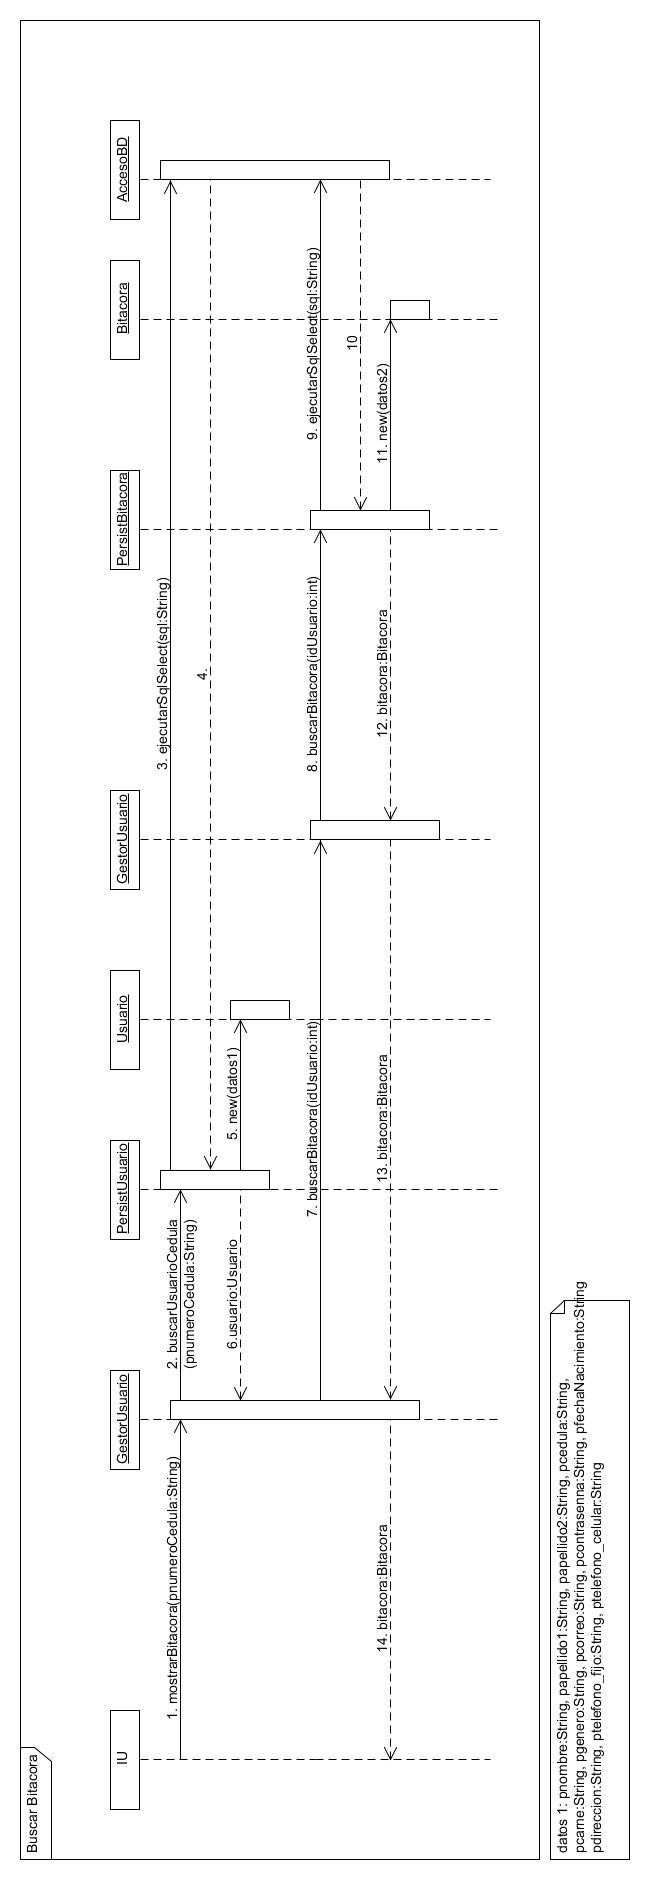 Buscar Bitacora
IU
GestorUsuario
PersistUsuario
Usuario
GestorUsuario
PersistBitacora
Bitacora
AccesoBD
1. mostrarBitacora(pnumeroCedula:String)
2. buscarUsuarioCedula
(pnumeroCedula:String)
3. ejecutarSqlSelect(sql:String)
4.
5. new(datos1)
6.usuario:Usuario
7. buscarBitacora(idUsuario:int)
8. buscarBitacora(idUsuario:int)
9. ejecutarSqlSelect(sql:String)
10
11. new(datos2)
12. bitacora:Bitacora
13. bitacora:Bitacora
14. bitacora:Bitacora
datos 1: pnombre:String, papellido1:String, papellido2:String, pcedula:String,
pcarne:String, pgenero:String, pcorreo:String, pcontrasenna:String, pfechaNacimiento:String
pdireccion:String, ptelefono_fijo:String, ptelefono_celular:String